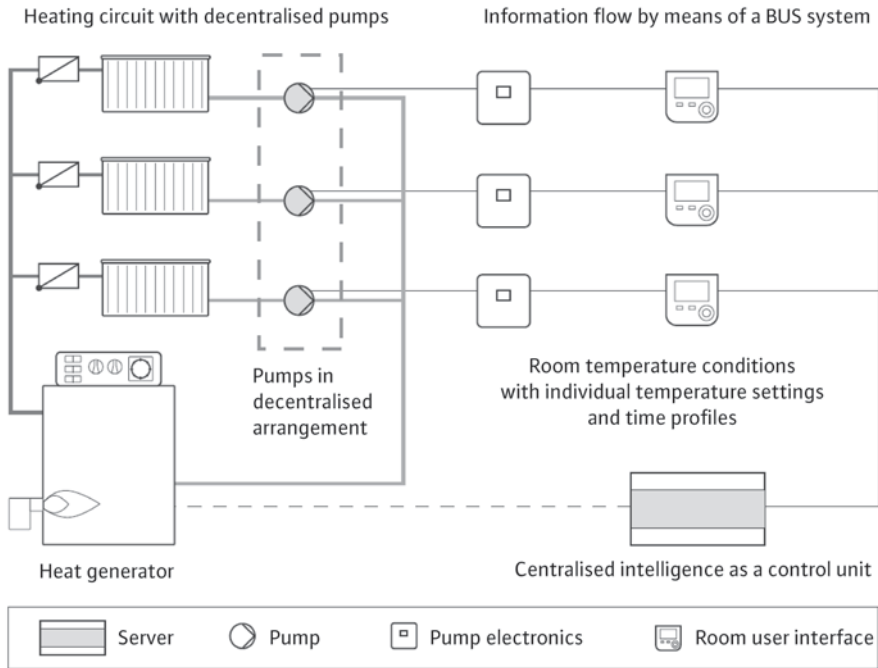 Heating circuit with decentralised pumps
Information flow by means of a BUS system
Pumps in
decentralised
arrangement
Room temperature conditions
with individual temperature settings
and time profiles
Heat generator
Centralised intelligence as a control unit
Server
Pump
Pump electronics
Room user interface